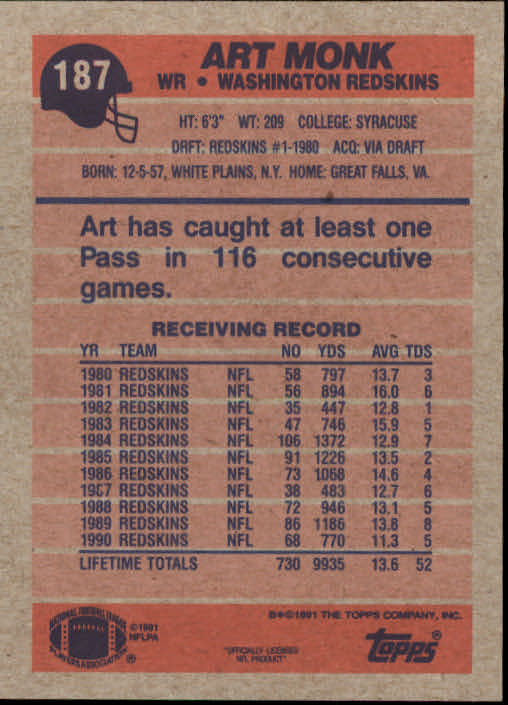 187
ART MONK
WR • WASHINGTON REDSKINS
HT: 6'3" WT: 209 COLLEGE: SYRACUSE
DRFT: REDSKINS #1-1980 ACQ: VIA DRAFT
BORN: 12-5-57, WHITE PLAINS, N.Y. HOME: GREAT FALLS, VA.
Art has caught at least one
Pass in 116 consecutive
games.
RECEIVING RECORD
YR TEAM NO YDS AVG TDS
1980 REDSKINS NFL 58 797 13.7 3
1981 REDSKINS NFL 56 894 16.0 6
1982 REDSKINS NFL 35 447 12.8 1
1983 REDSKINS NFL 47 746 15.9 5
1984 REDSKINS NFL 106 1372 12.9 7
1985 REDSKINS NFL 91 1226 13.5 2
1986 REDSKINS NFL 73 1068 14.6 4
1987 REDSKINS NFL 38 483 12.7 6
1988 REDSKINS NFL 72 946 13.1 5
1989 REDSKINS NFL 86 1186 13.8 8
1990 REDSKINS NFL 68 770 11.3 5
LIFETIME TOTALS 730 9935 13.6 52
NATIONAL FOOTBALL LEAGUE
PLAYERS ASSOCIATION ®
©1991
NFLPA
®*©1991 THE TOPPS COMPANY, INC.
"OFFICIALLY LICENSED
NFL PRODUCT"
Topps®